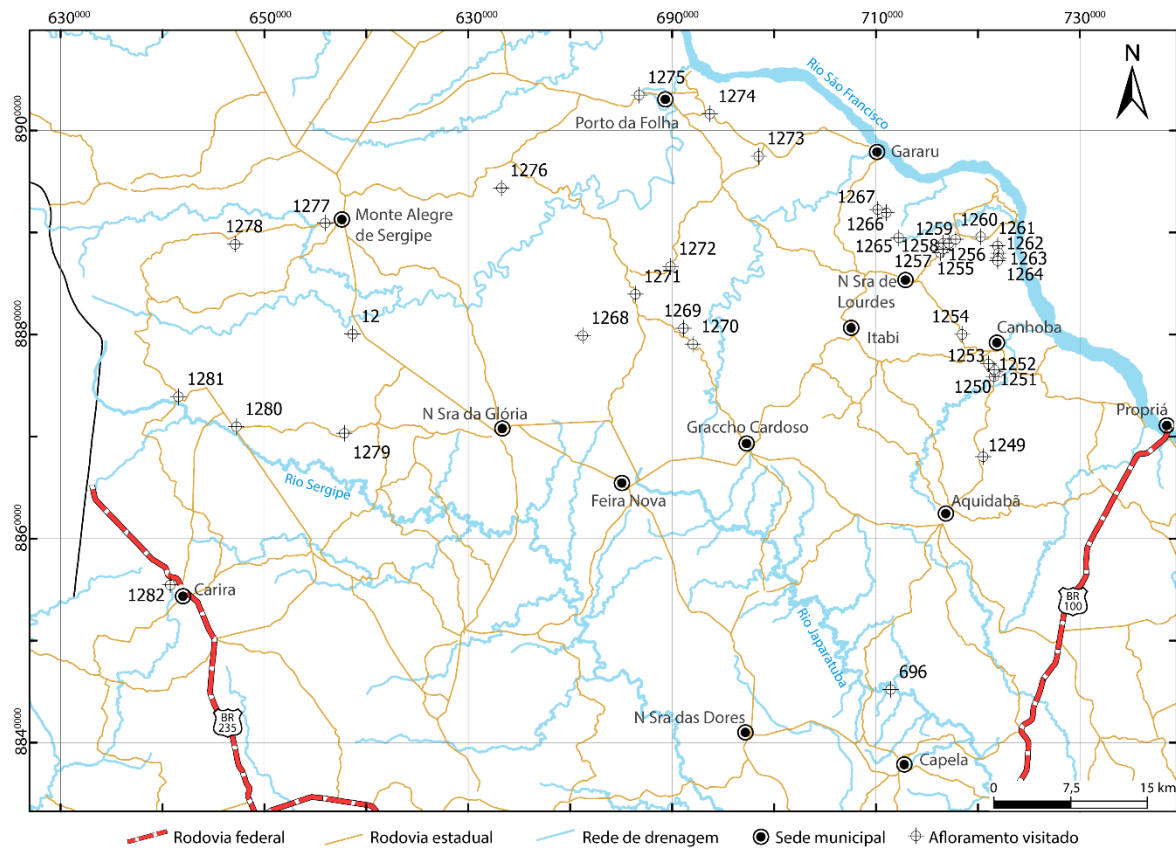 630000 650000 630000 690000 710000 730000
N
Rio São Francisco
1275
1274
Porto da Folha
8900000
1273
Gararu
1276
1267
1266
1277
Monte Alegre
de Sergipe
1278
1265
1259
1260
1258
1257
1256
1255
1261
1262
1263
1264
1272
1271
N Sra de
Lourdes
1268
1269
1270
12
8880000
Itabi
1254
Canhoba
1253
1252
1251
1250
1281
1280
1279
N Sra da Glória
Graccho Cardoso
Propriá
1249
Rio Sergipe
Feira Nova
Aquidabã
8860000
1282
Carira
BR
100
Rio Japaratuba
696
BR
235
N Sra das Dores
8840000
Capela
0 7,5 15 km
Rodovia federal
Rodovia estadual
Rede de drenagem
Sede municipal
Afloramento visitado